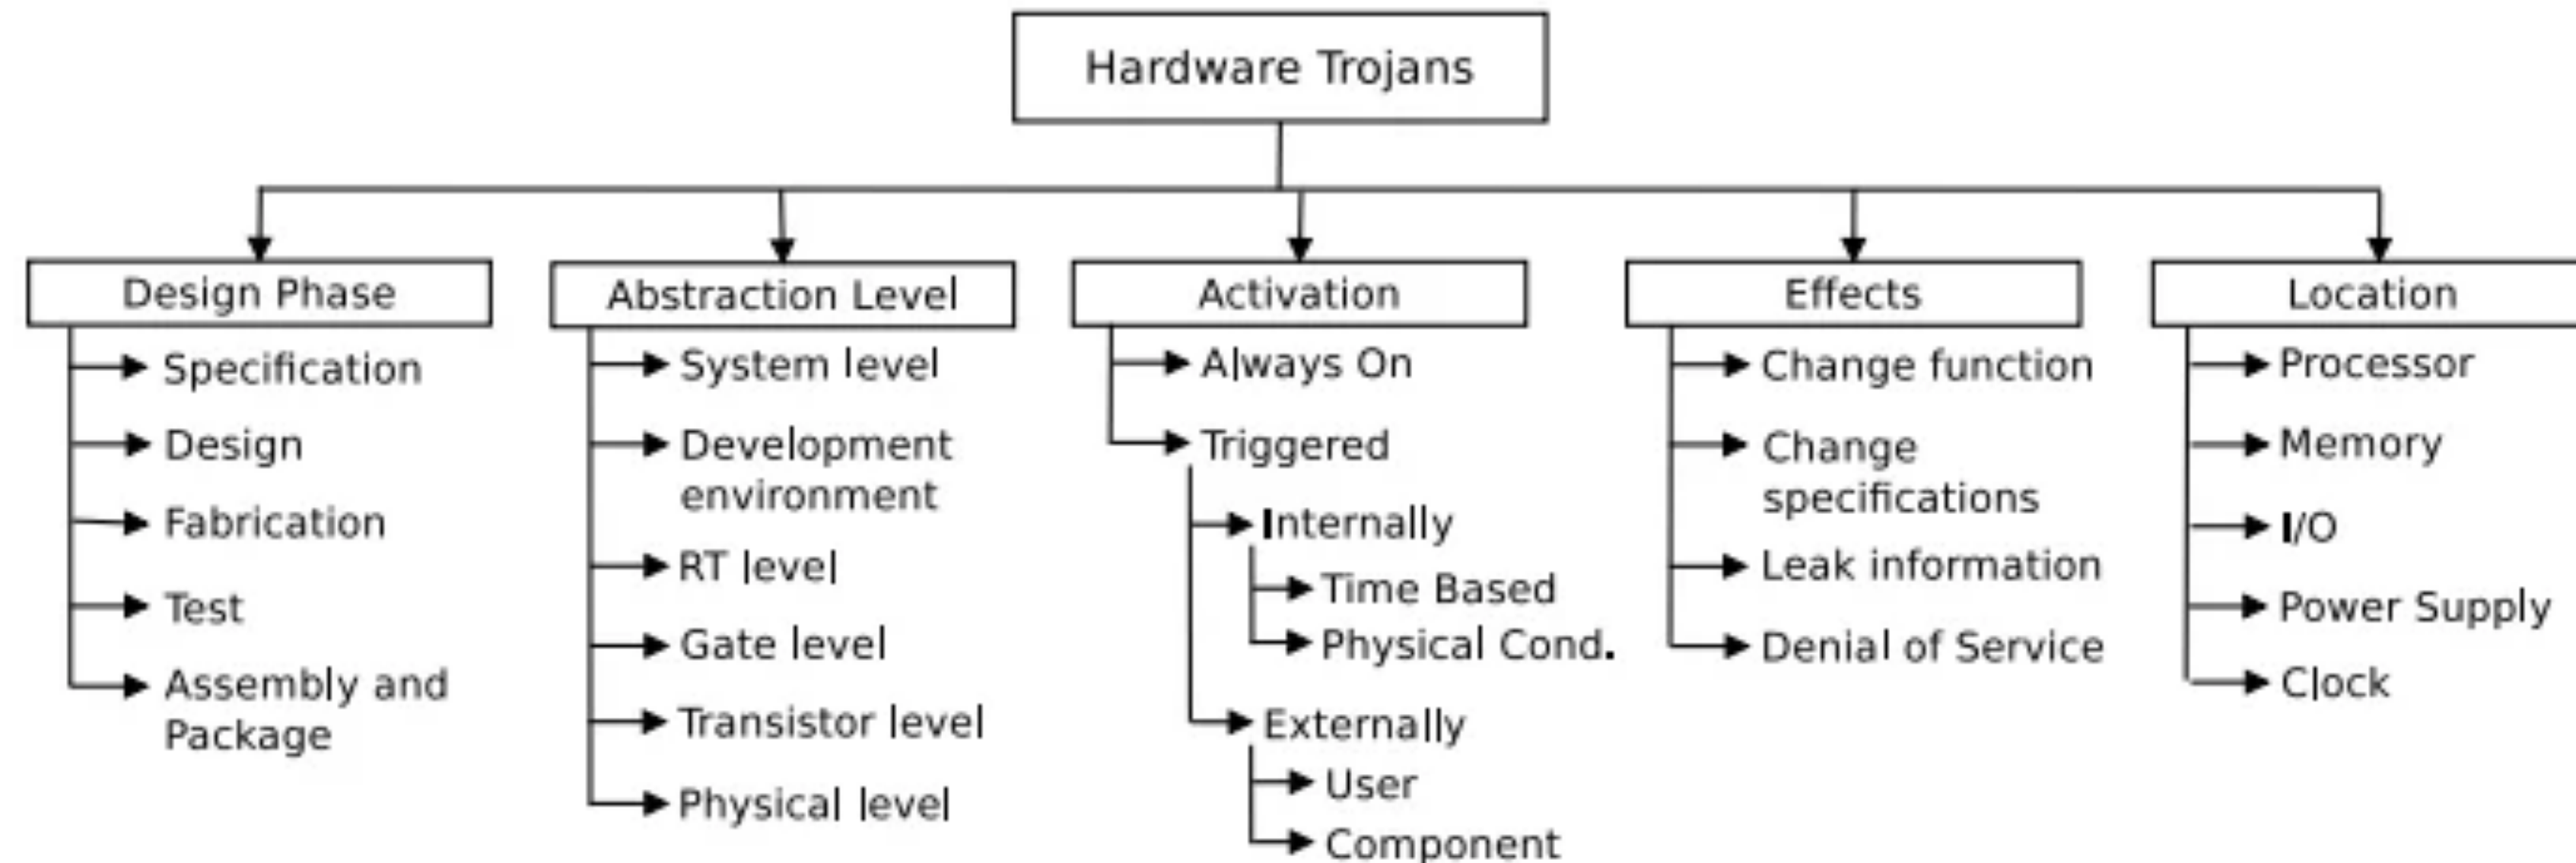 Hardware Trojans
Design Phase
Specification
Design
Fabrication
Test
Assembly and
Package
Abstraction Level
System level
Development
environment
RT level
Gate level
Transistor level
Physical level
Activation
Always On
Triggered
Internally
Time Based
Physical Cond.
Externally
User
Component
Effects
Change function
Change
specifications
Leak information
Denial of Service
Location
Processor
Memory
I/O
Power Supply
Clock